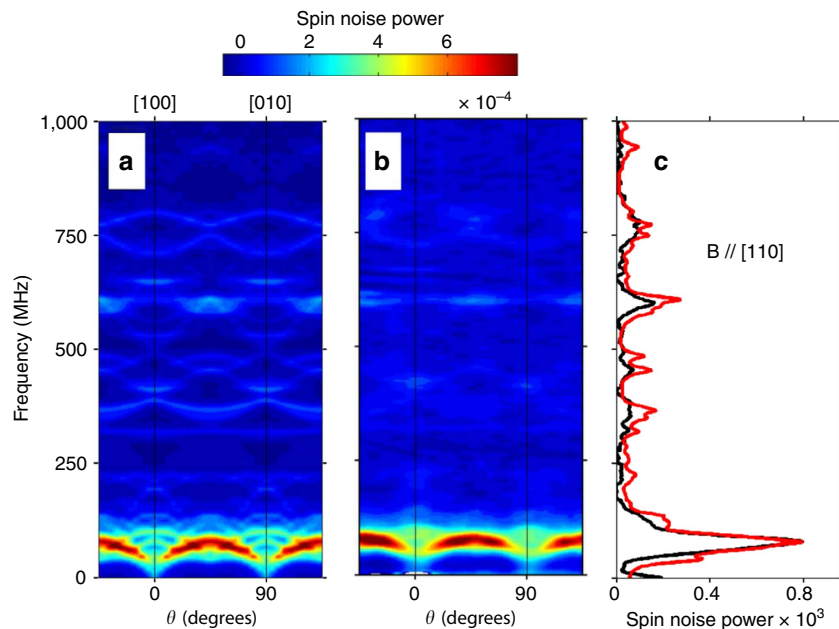 Spin noise power
0 2 4 6
[100] [010] × 10⁻⁴
1,000
750
500
250
0
Frequency (MHz)
a b c
B // [110]
0 90 0 90 0 0.4 0.8
θ (degrees) θ (degrees) Spin noise power × 10³